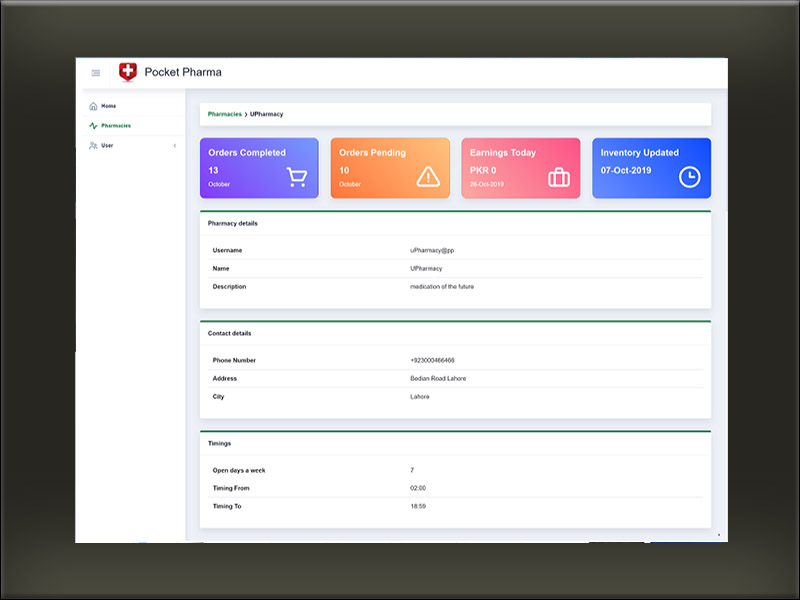 Pocket Pharma
Home
Pharmacies
User
Pharmacies › UPharmacy
Orders Completed
13
October
Orders Pending
10
October
Earnings Today
PKR 0
26-Oct-2019
Inventory Updated
07-Oct-2019
Pharmacy details
Username uPharmacy@pp
Name UPharmacy
Description medication of the future
Contact details
Phone Number +923000466466
Address Bedian Road Lahore
City Lahore
Timings
Open days a week 7
Timing From 02:00
Timing To 18:59